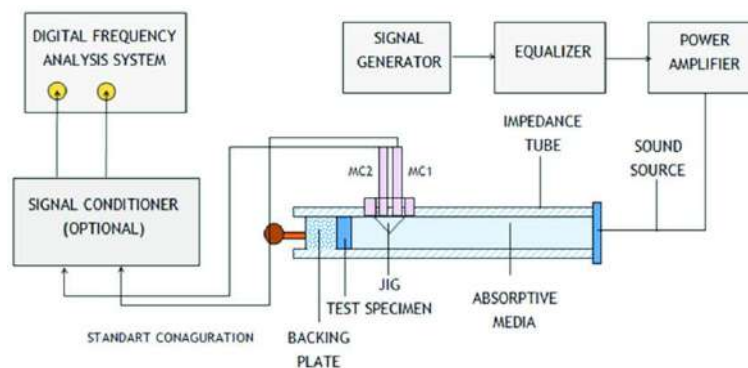 DIGITAL FREQUENCY
ANALYSIS SYSTEM
SIGNAL
GENERATOR
EQUALIZER
POWER
AMPLIFIER
IMPEDANCE
TUBE
SOUND
SOURCE
MC2
MC1
SIGNAL CONDITIONER
(OPTIONAL)
JIG
TEST SPECIMEN
ABSORPTIVE
MEDIA
STANDART CONAGURATION
BACKING
PLATE